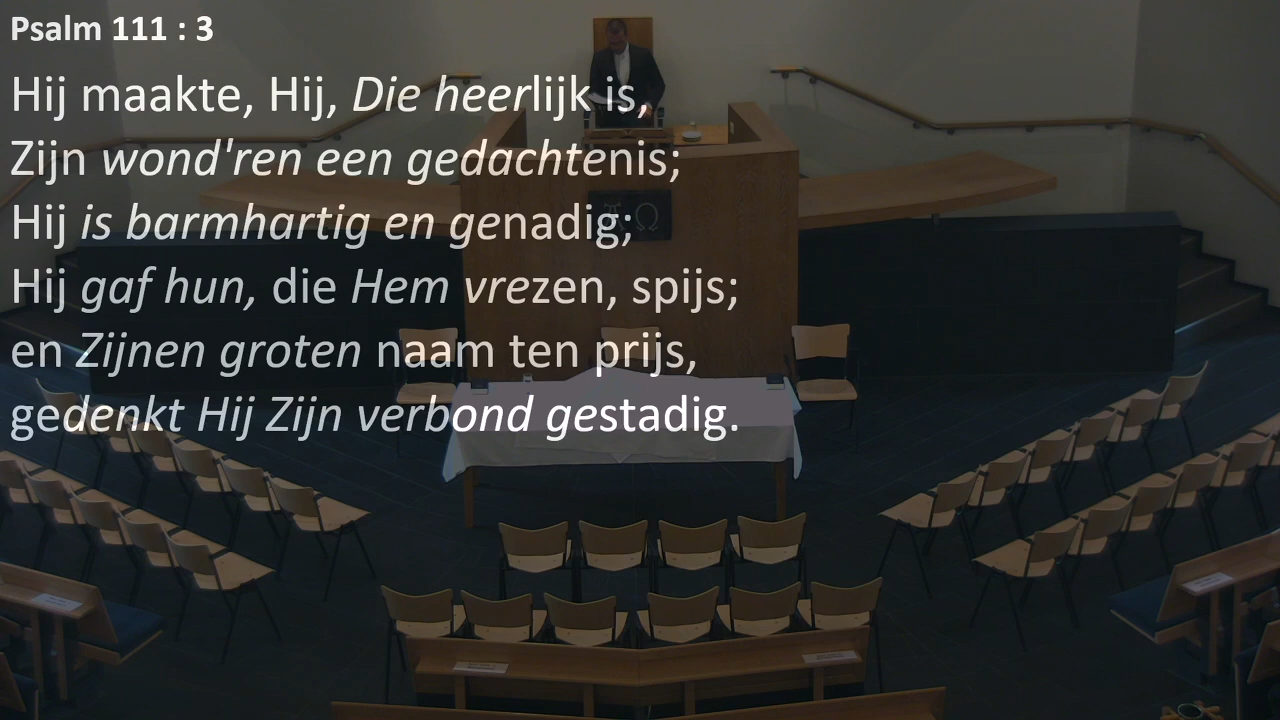 Psalm 111 : 3
Hij maakte, Hij, Die heerlijk is,
Zijn wond'ren een gedachtenis;
Hij is barmhartig en genadig;
Hij gaf hun, die Hem vrezen, spijs;
en Zijnen groten naam ten prijs,
gedenkt Hij Zijn verbond gestadig.
Α Ω